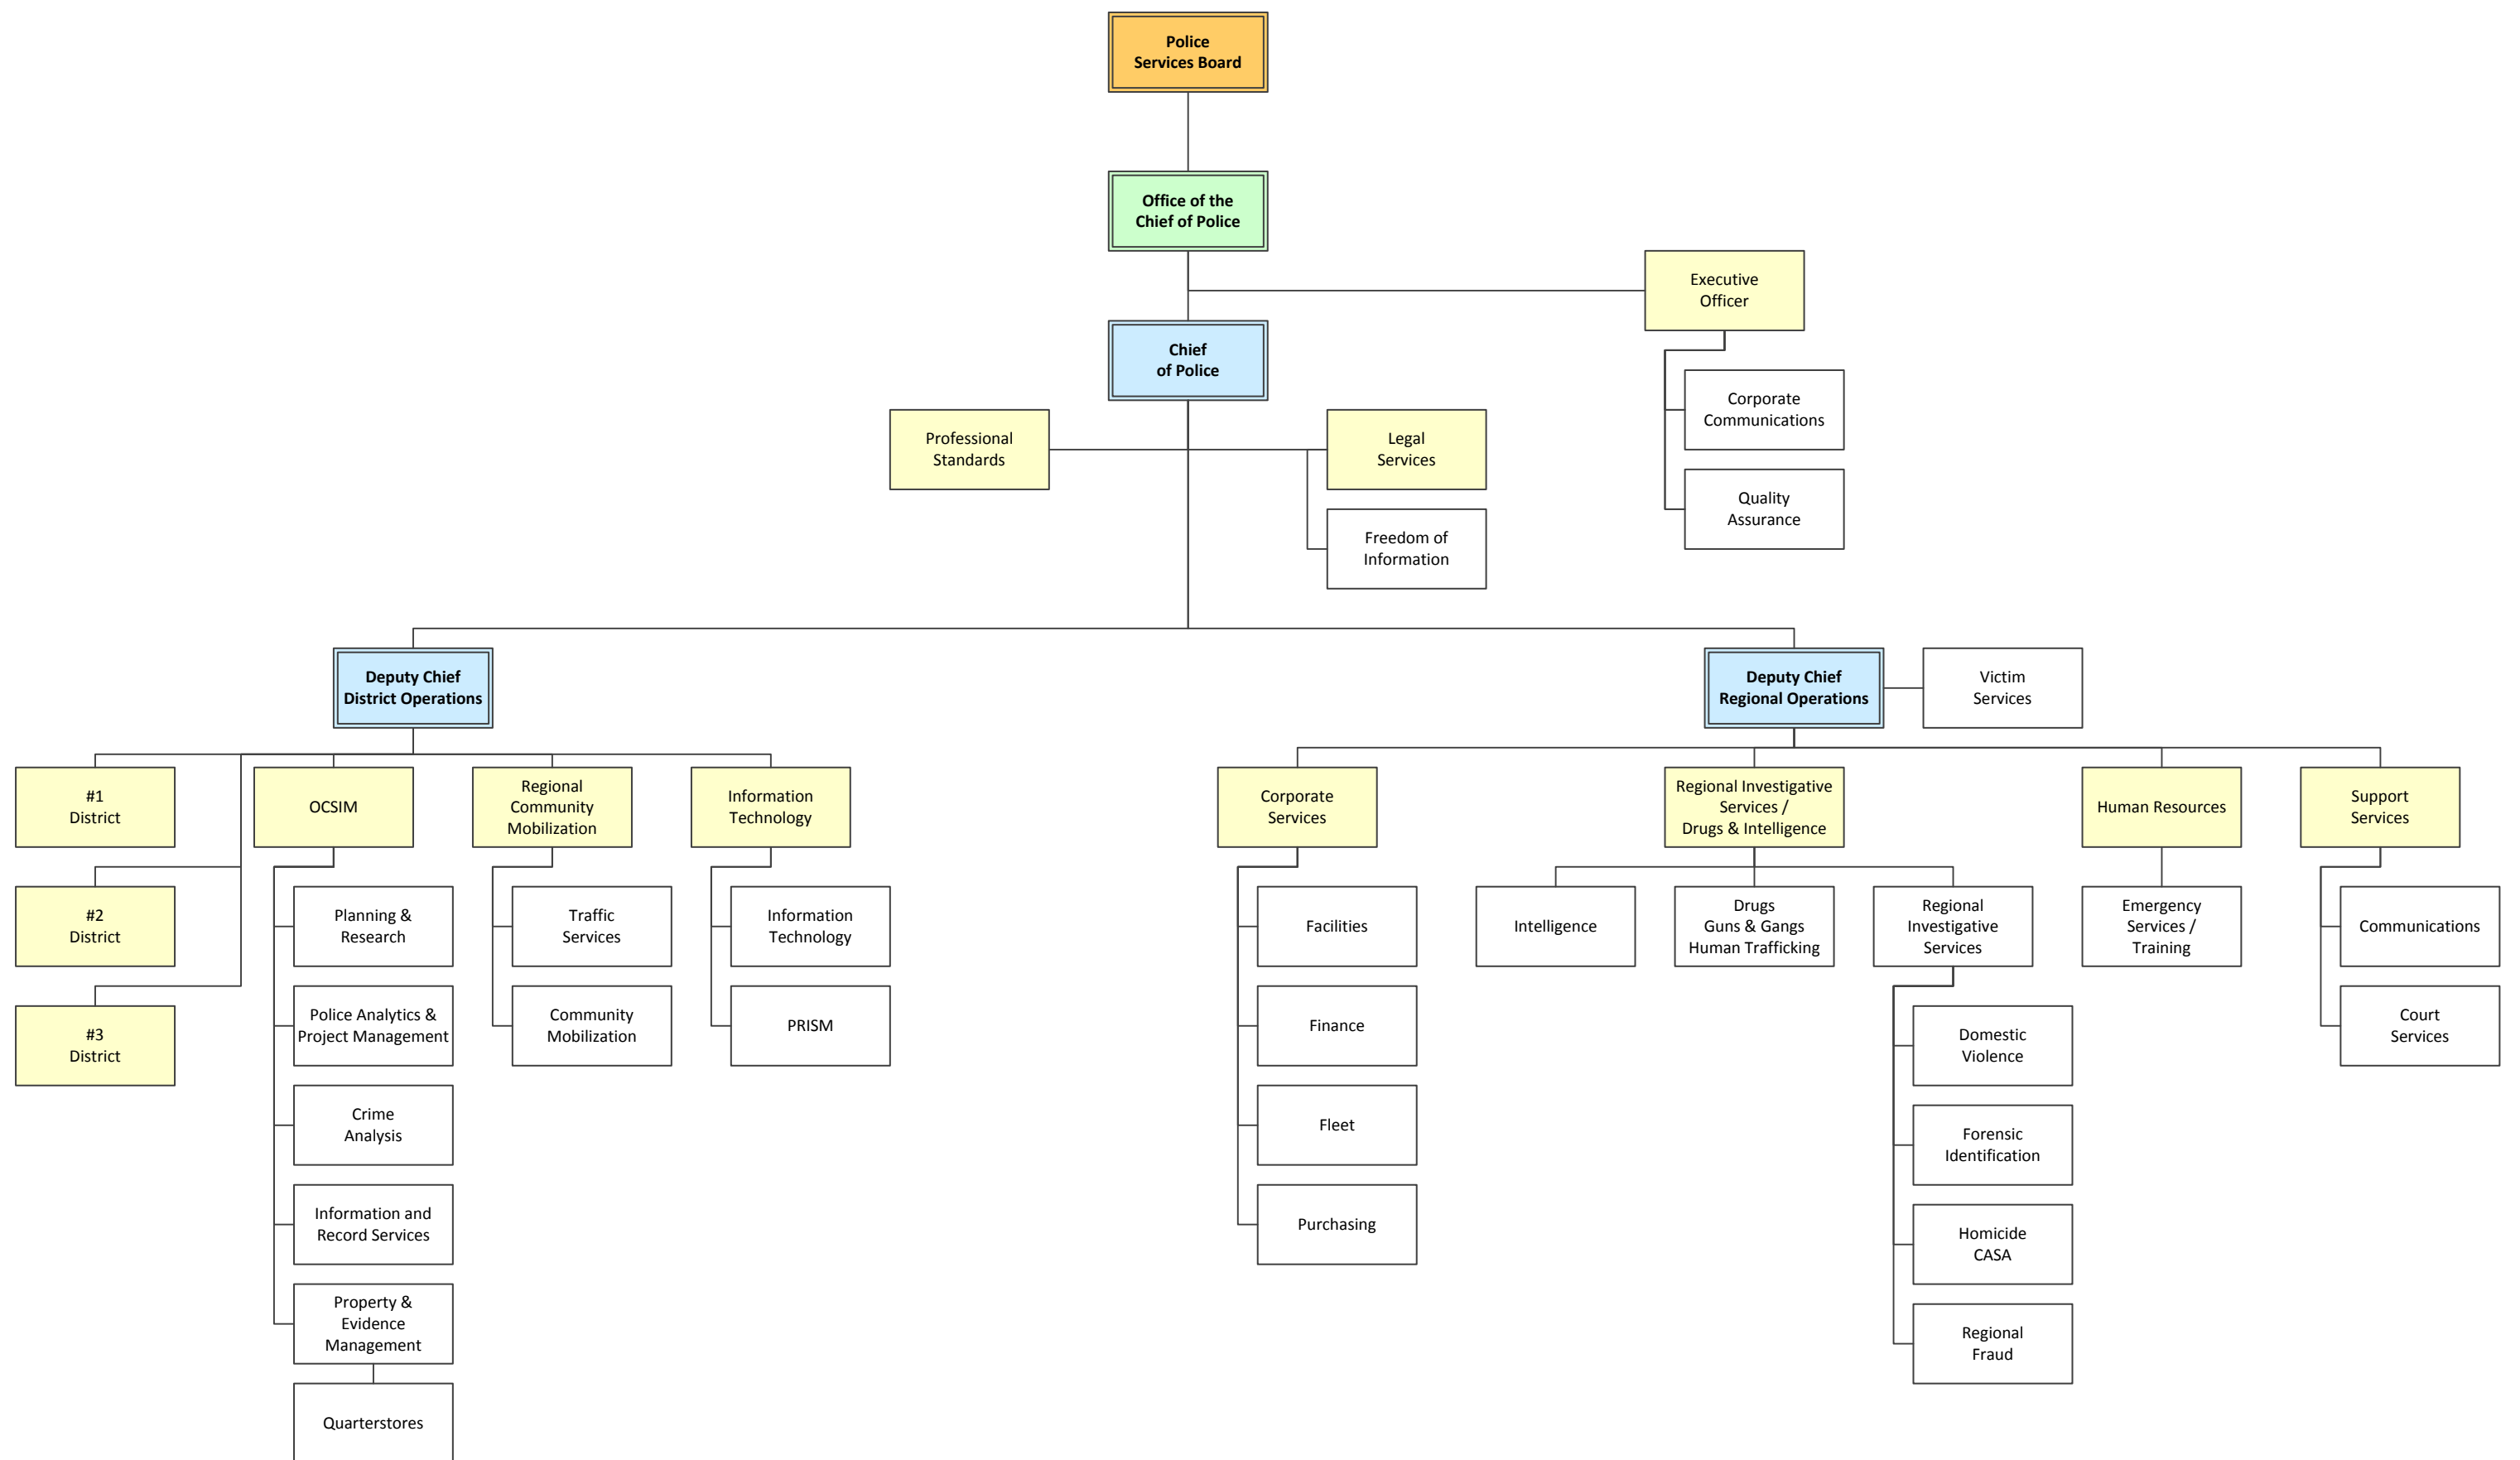 Police
Services Board
Office of the
Chief of Police
Executive
Officer
Chief
of Police
Corporate
Communications
Professional
Standards
Legal
Services
Quality
Assurance
Freedom of
Information
Deputy Chief
District Operations
Deputy Chief
Regional Operations
Victim
Services
#1
District
OCSIM
Regional
Community
Mobilization
Information
Technology
Corporate
Services
Regional Investigative
Services /
Drugs & Intelligence
Human Resources
Support
Services
#2
District
Planning &
Research
Traffic
Services
Information
Technology
Facilities
Intelligence
Drugs
Guns & Gangs
Human Trafficking
Regional
Investigative
Services
Emergency
Services /
Training
Communications
#3
District
Police Analytics &
Project Management
Community
Mobilization
PRISM
Finance
Domestic
Violence
Court
Services
Crime
Analysis
Fleet
Forensic
Identification
Information and
Record Services
Purchasing
Homicide
CASA
Property &
Evidence
Management
Regional
Fraud
Quarterstores